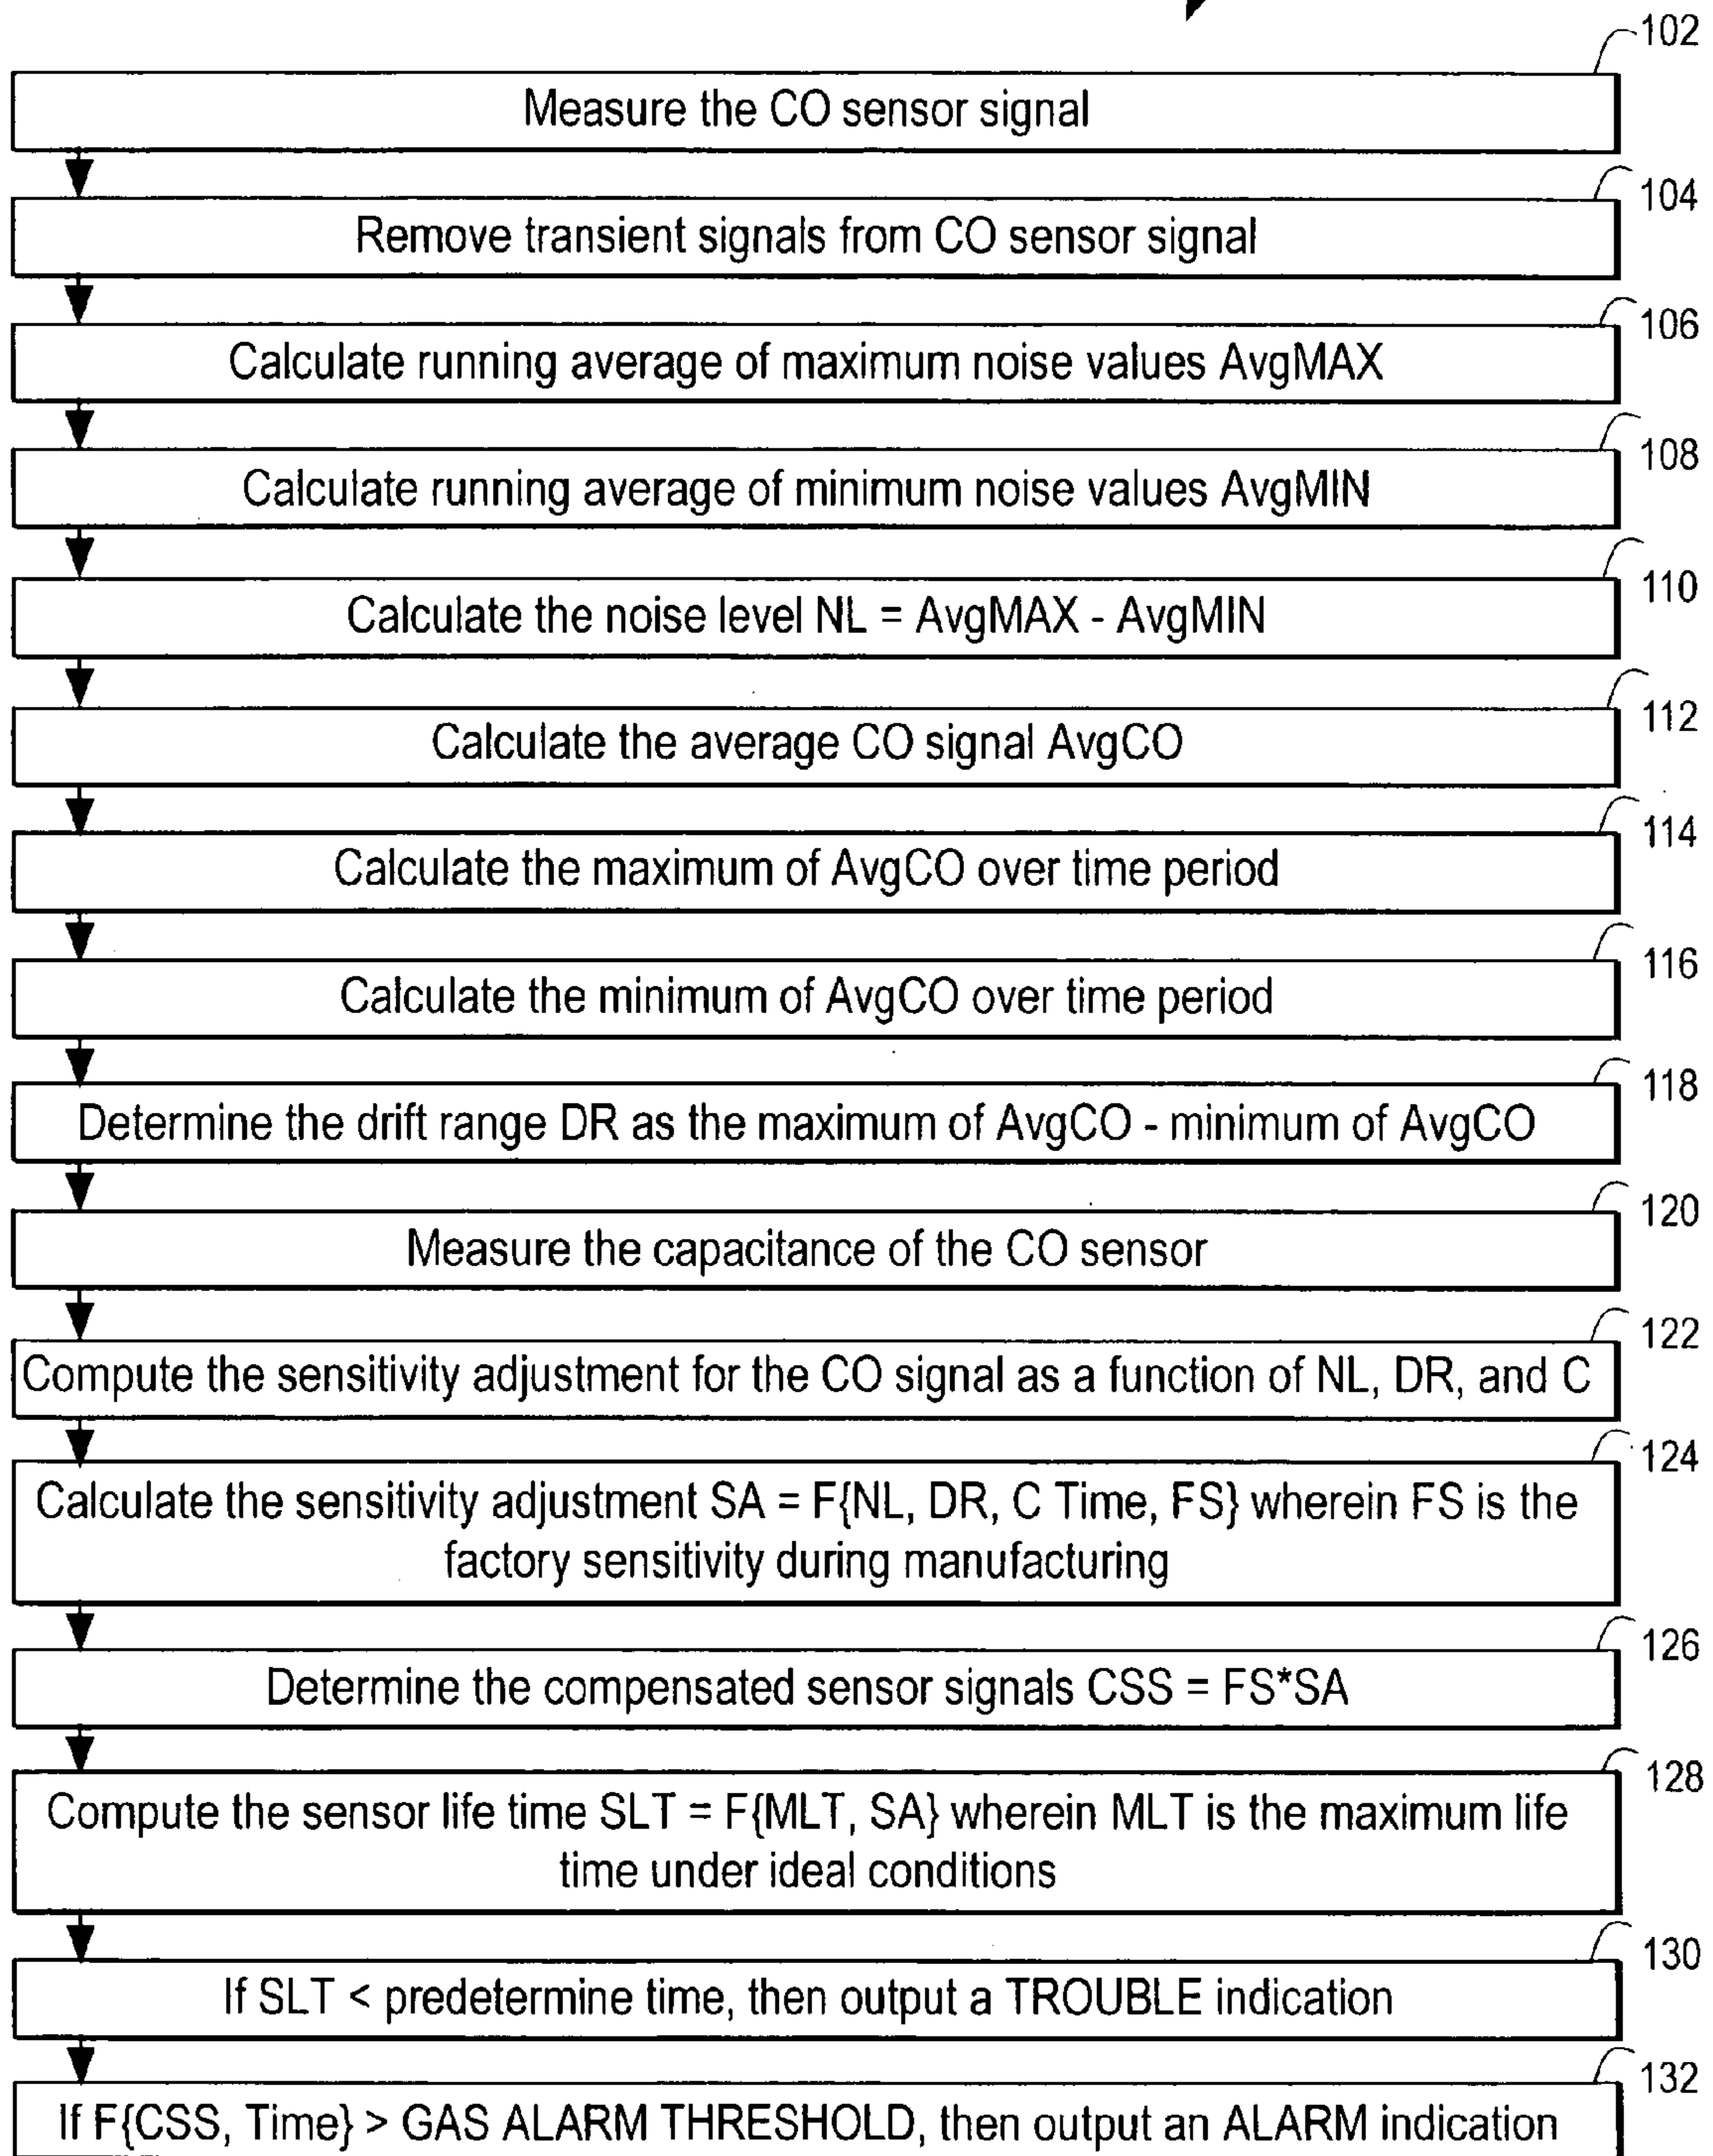 102
Measure the CO sensor signal
104
Remove transient signals from CO sensor signal
106
Calculate running average of maximum noise values AvgMAX
108
Calculate running average of minimum noise values AvgMIN
110
Calculate the noise level NL = AvgMAX - AvgMIN
112
Calculate the average CO signal AvgCO
114
Calculate the maximum of AvgCO over time period
116
Calculate the minimum of AvgCO over time period
118
Determine the drift range DR as the maximum of AvgCO - minimum of AvgCO
120
Measure the capacitance of the CO sensor
122
Compute the sensitivity adjustment for the CO signal as a function of NL, DR, and C
124
Calculate the sensitivity adjustment SA = F{NL, DR, C Time, FS} wherein FS is the
factory sensitivity during manufacturing
126
Determine the compensated sensor signals CSS = FS*SA
128
Compute the sensor life time SLT = F{MLT, SA} wherein MLT is the maximum life
time under ideal conditions
130
If SLT < predetermine time, then output a TROUBLE indication
132
If F{CSS, Time} > GAS ALARM THRESHOLD, then output an ALARM indication